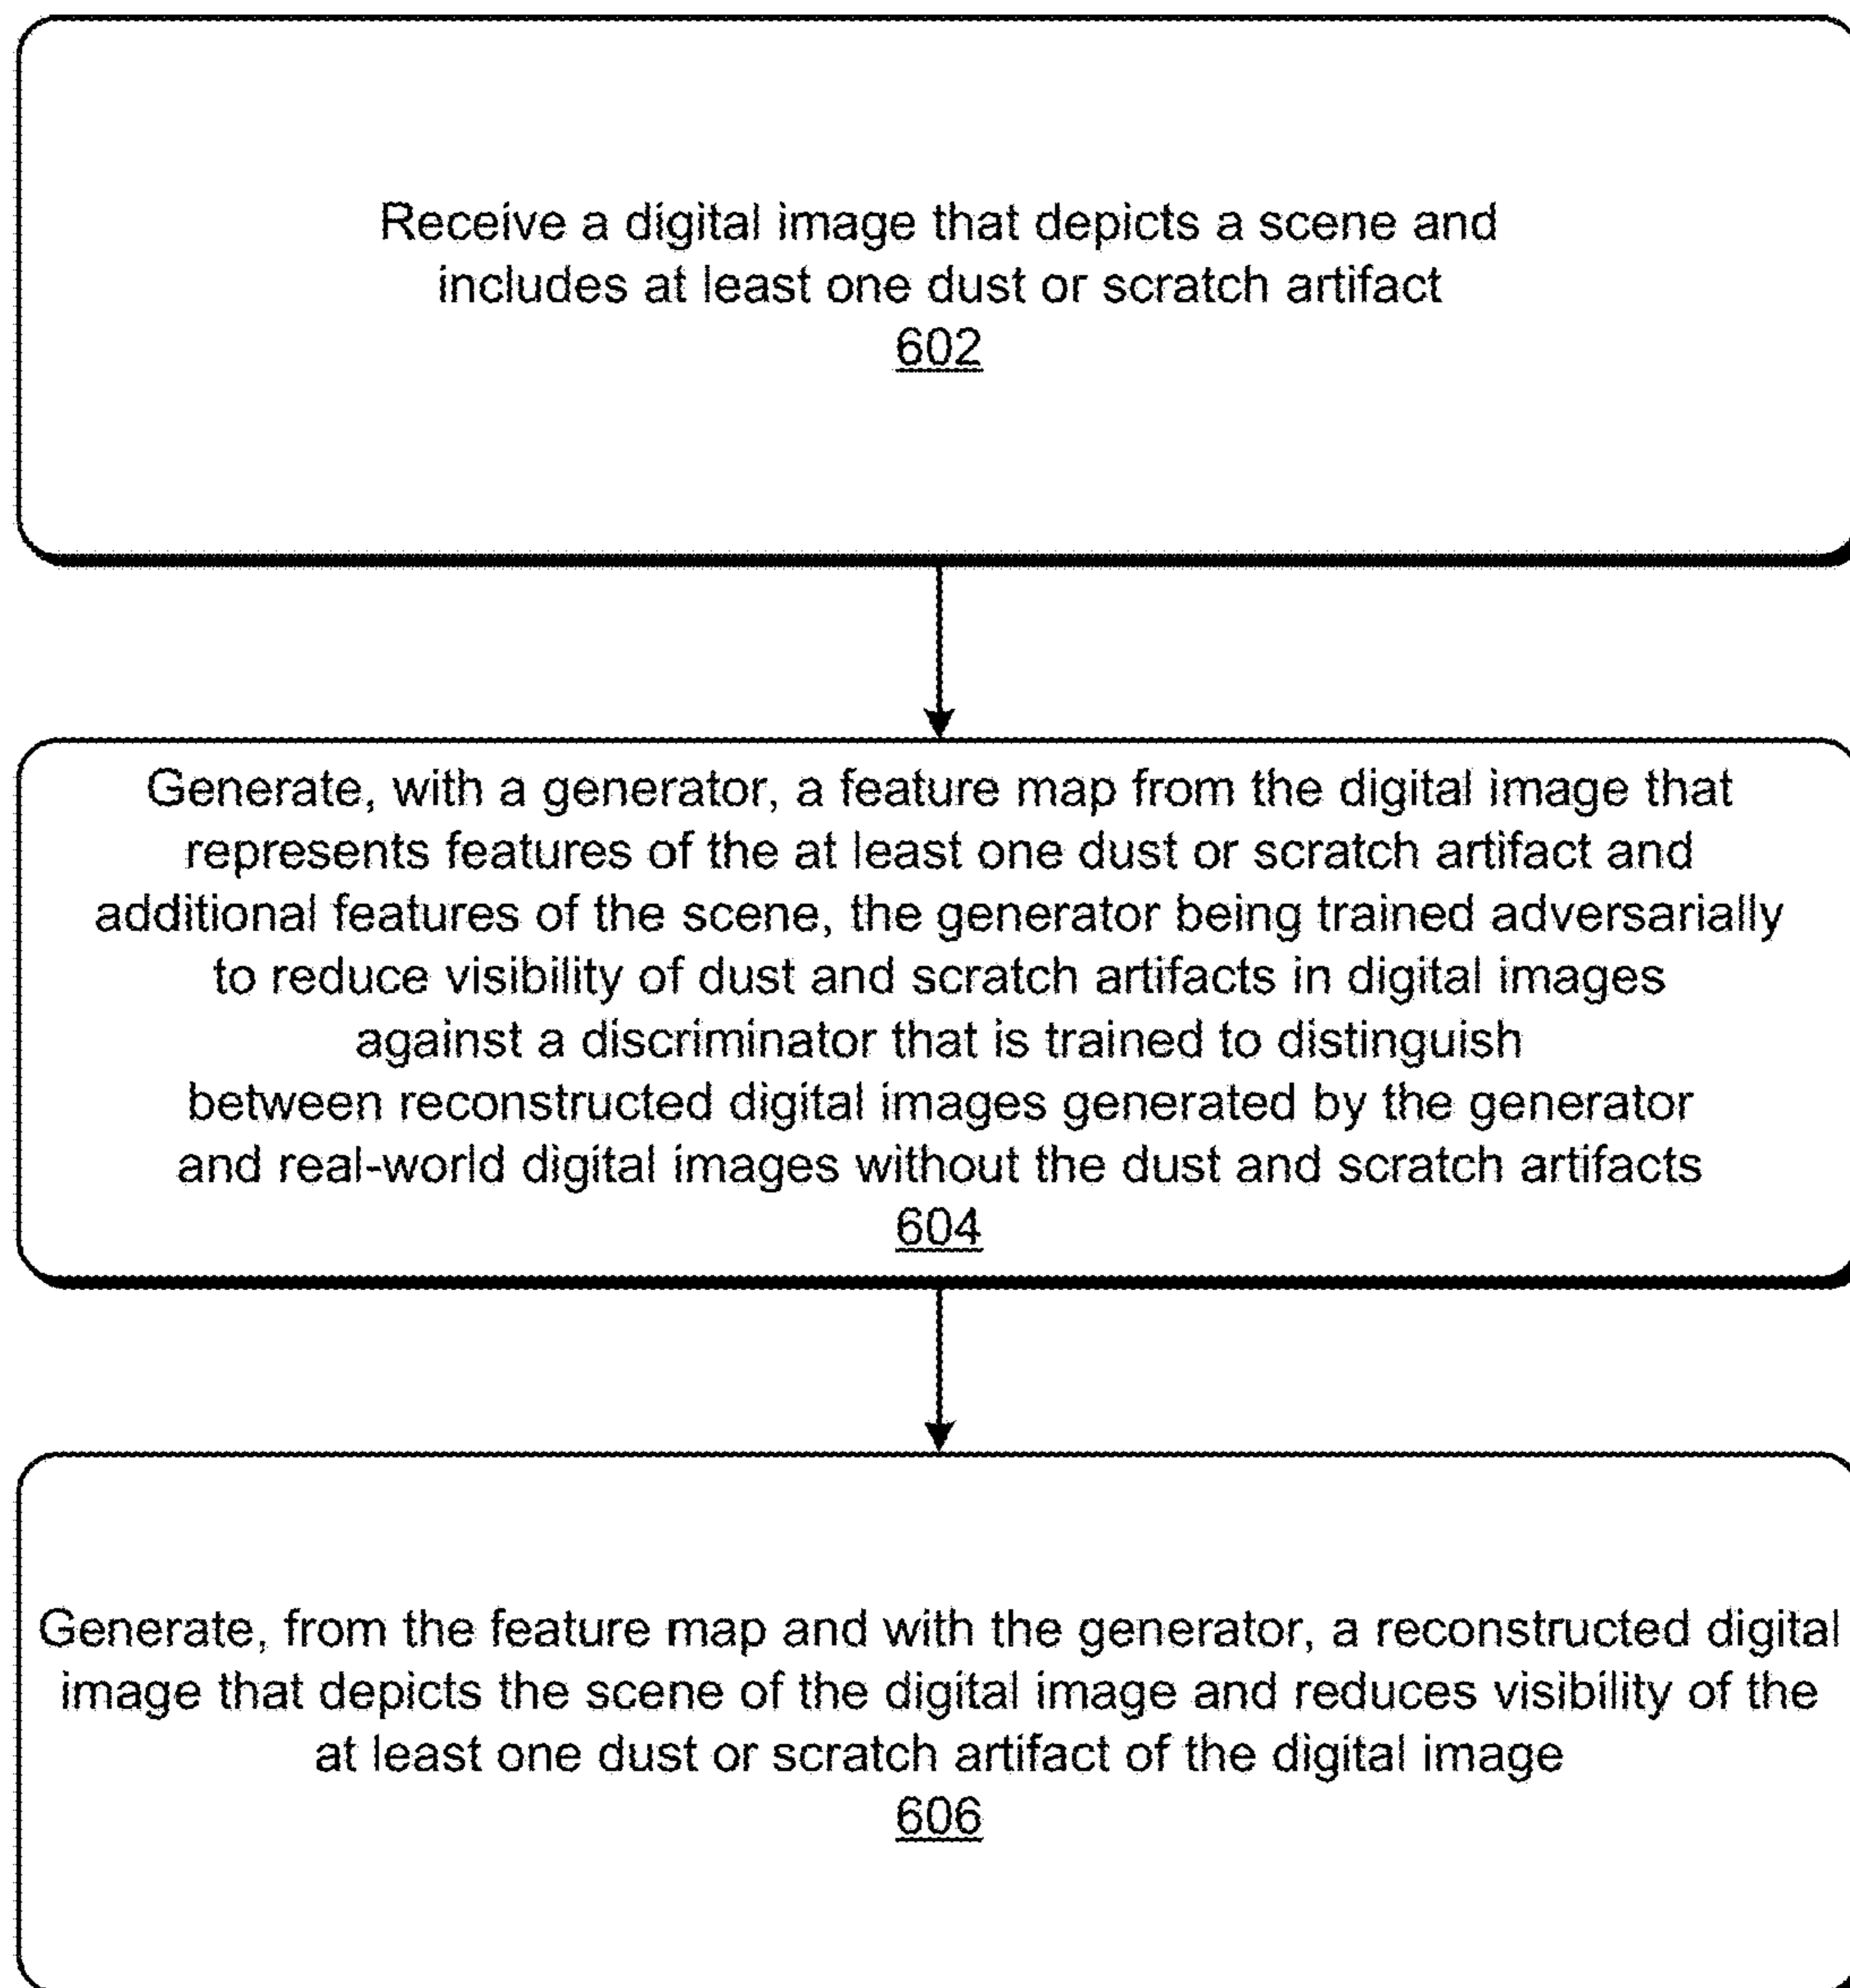 Receive a digital image that depicts a scene and
includes at least one dust or scratch artifact
602
Generate, with a generator, a feature map from the digital image that
represents features of the at least one dust or scratch artifact and
additional features of the scene, the generator being trained adversarially
to reduce visibility of dust and scratch artifacts in digital images
against a discriminator that is trained to distinguish
between reconstructed digital images generated by the generator
and real-world digital images without the dust and scratch artifacts
604
Generate, from the feature map and with the generator, a reconstructed digital
image that depicts the scene of the digital image and reduces visibility of the
at least one dust or scratch artifact of the digital image
606